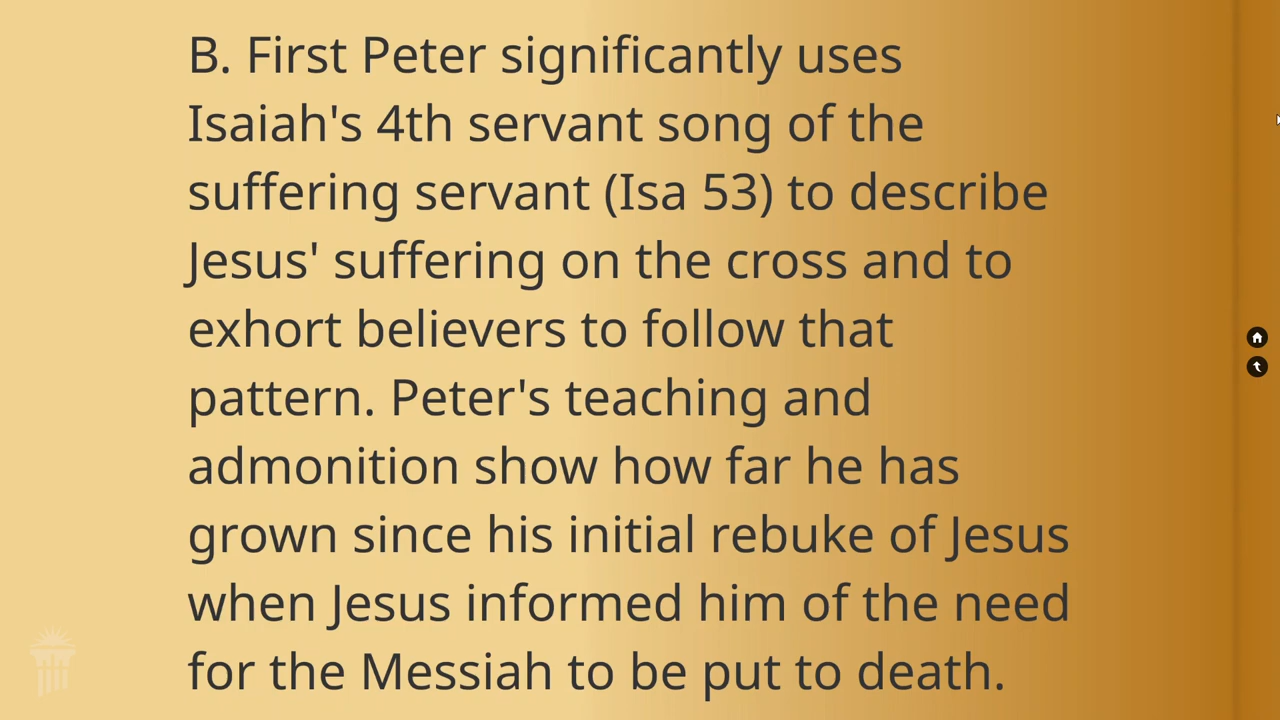 B. First Peter significantly uses
Isaiah's 4th servant song of the
suffering servant (Isa 53) to describe
Jesus' suffering on the cross and to
exhort believers to follow that
pattern. Peter's teaching and
admonition show how far he has
grown since his initial rebuke of Jesus
when Jesus informed him of the need
for the Messiah to be put to death.